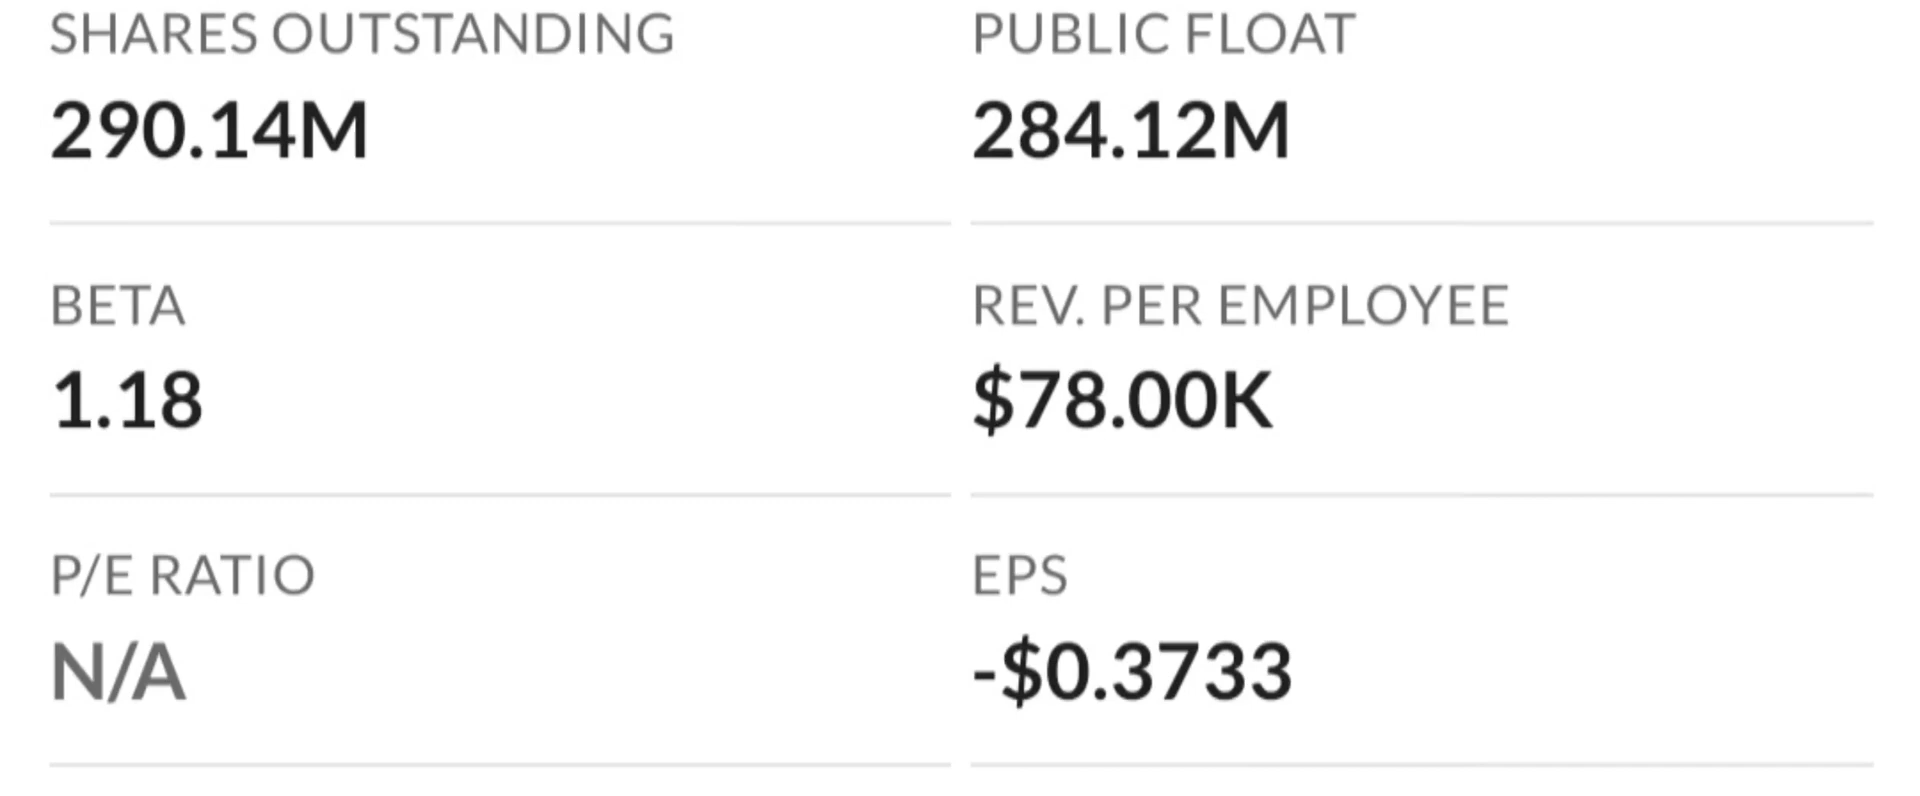 SHARES OUTSTANDING
290.14M
PUBLIC FLOAT
284.12M
BETA
1.18
REV. PER EMPLOYEE
$78.00K
P/E RATIO
N/A
EPS
-$0.3733